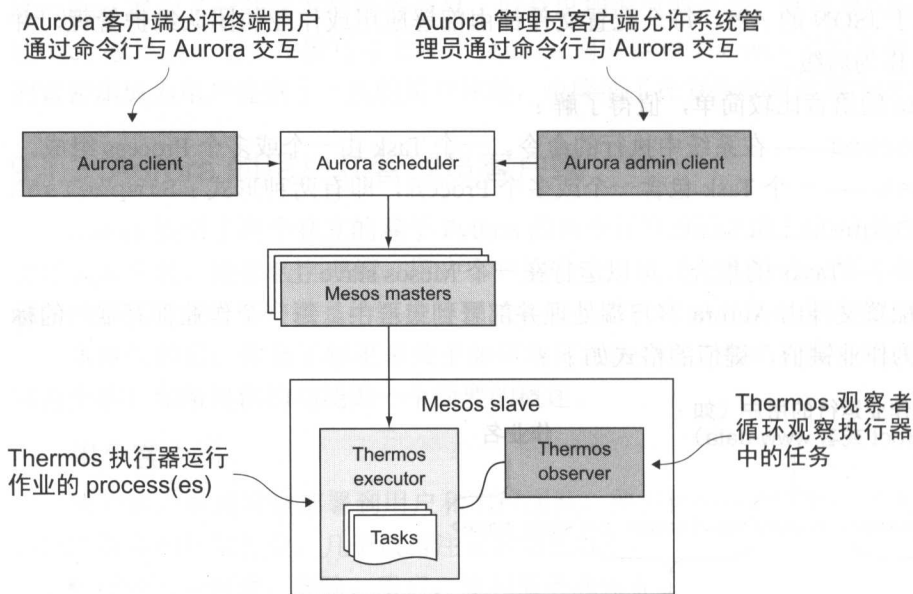 Aurora 客户端允许终端用户
通过命令行与 Aurora 交互
Aurora 管理员客户端允许系统管
理员通过命令行与 Aurora 交互
Aurora client
Aurora scheduler
Aurora admin client
Mesos masters
Mesos slave
Thermos
executor
Tasks
Thermos
observer
Thermos 执行器运行
作业的 process(es)
Thermos 观察者
循环观察执行器
中的任务